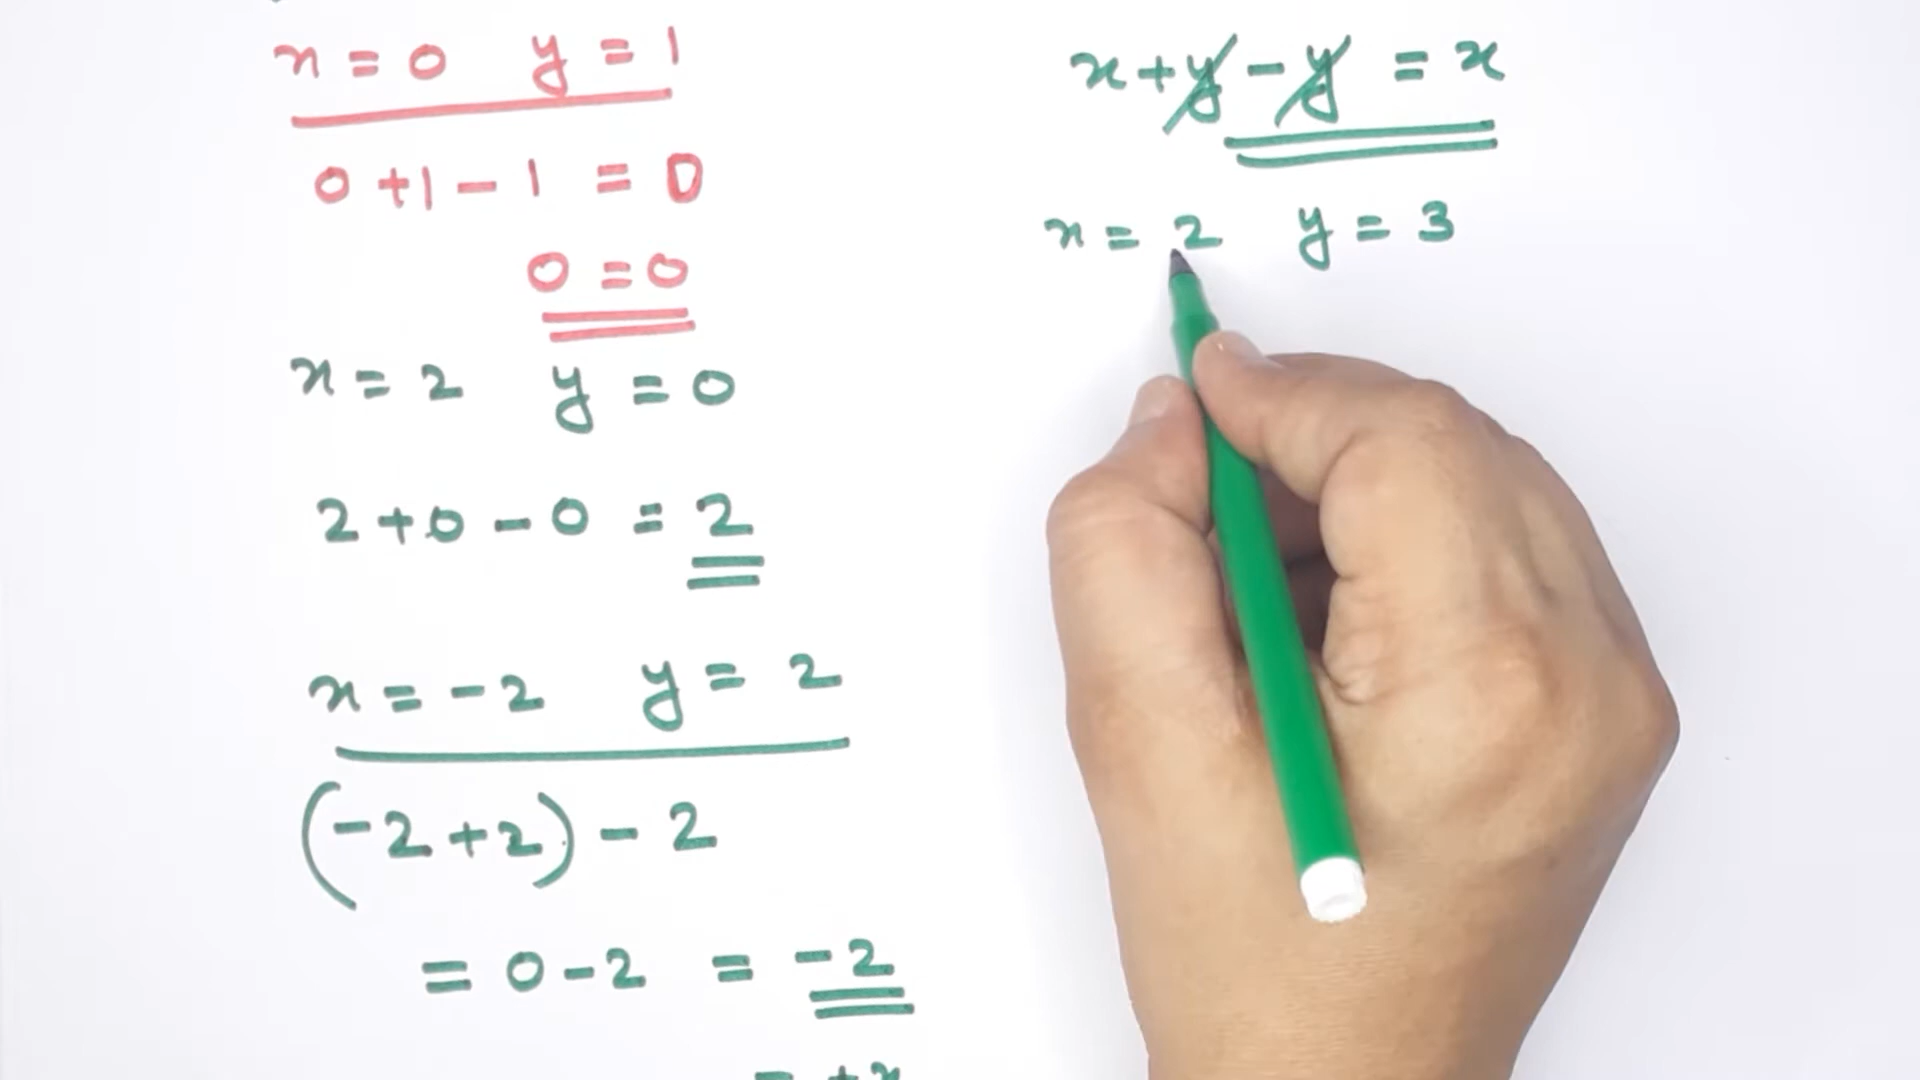 x = 0 y = 1
0 + 1 - 1 = 0
0 = 0
x = 2 y = 0
2 + 0 - 0 = 2
x = -2 y = 2
(-2 + 2) - 2
= 0 - 2 = -2
x + y - y = x
x = 2 y = 3